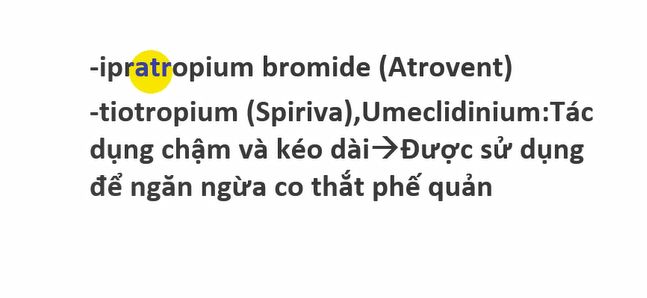 -ipratropium bromide (Atrovent)
-tiotropium (Spiriva),Umeclidinium:Tác
dụng chậm và kéo dài→Được sử dụng
để ngăn ngừa co thắt phế quản